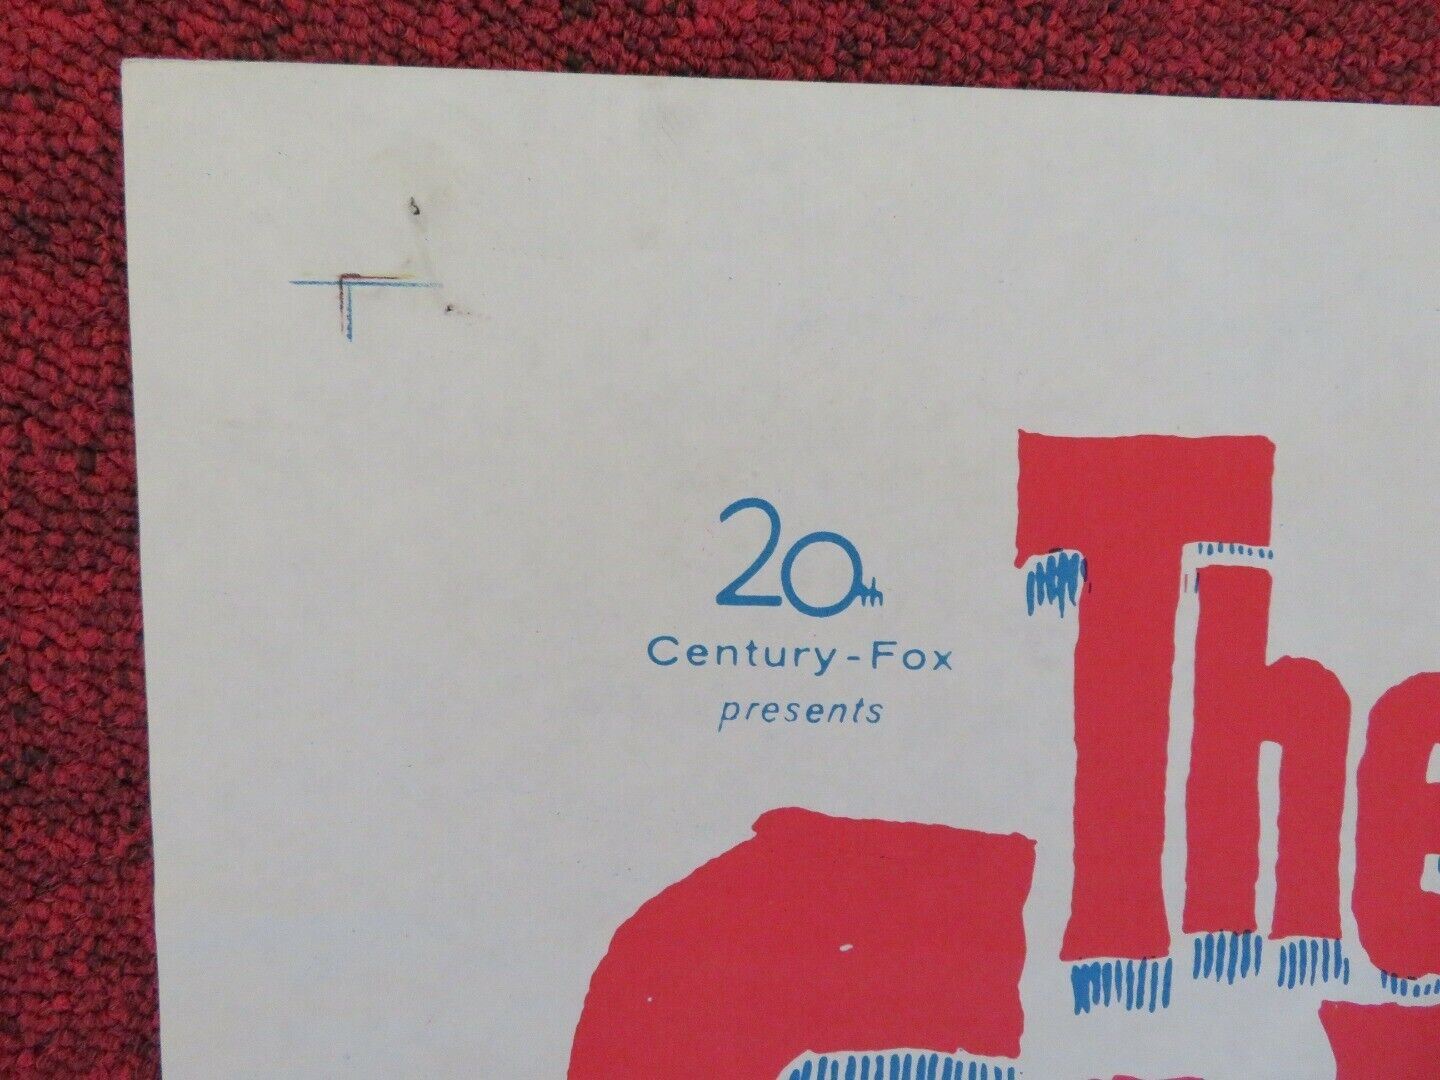 20th
Century-Fox
presents
The